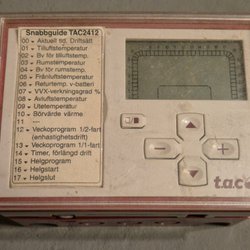 Snabbguide TAC2412
00 - Aktuell tid, Driftsätt
01 - Tilluftstemperatur
02 - Bv för tilluftstemp.
03 - Rumstemperatur
04 - Bv för rumstemp.
05 - Frånluftstemperatur
06 - Returtemp. v-batteri
07 - VVX-verkningsgrad %
08 - Avluftstemperatur
09 - Utetemperatur
10 - Börvärde värme
11 - ---
12 - Veckoprogram 1/2-fart
(enhastighetsdrift)
13 - Veckoprogram 1/1-fart
14 - Timer, förlängd drift
15 - Helgprogram
16 - Helgstart
17 - Helgslut
t.a.c